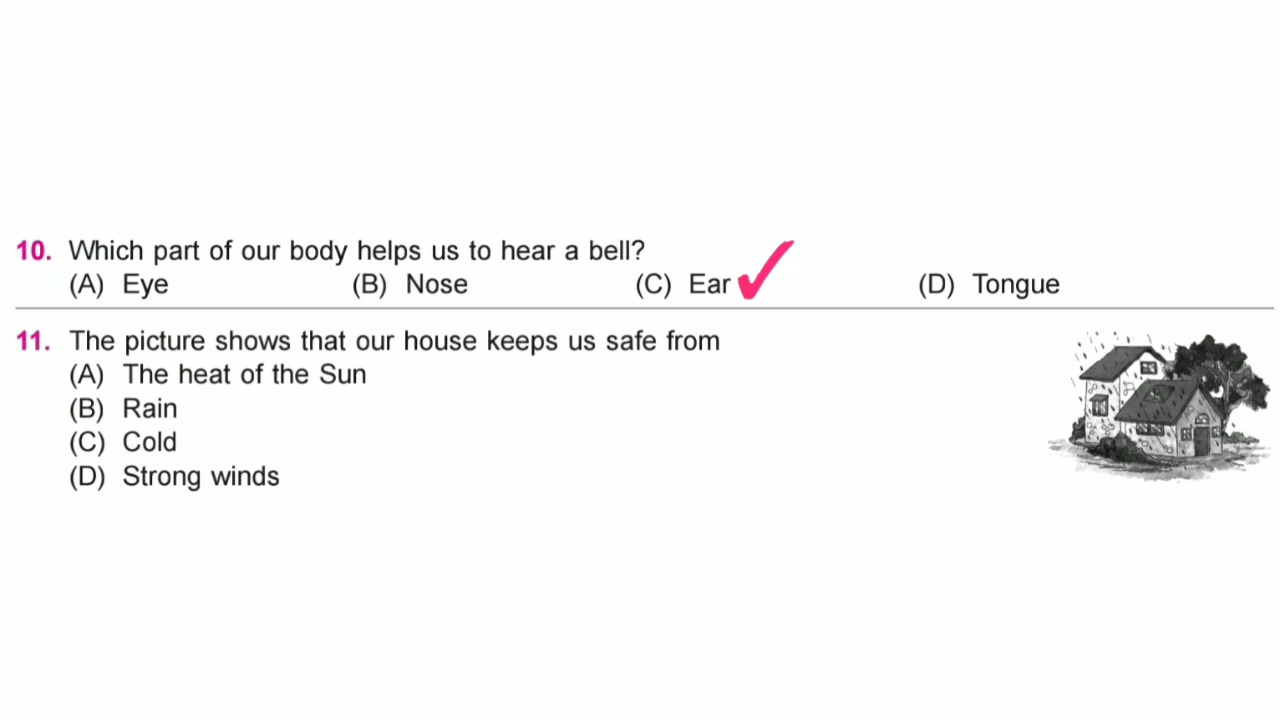 10. Which part of our body helps us to hear a bell?
(A) Eye (B) Nose (C) Ear (D) Tongue
11. The picture shows that our house keeps us safe from
(A) The heat of the Sun
(B) Rain
(C) Cold
(D) Strong winds